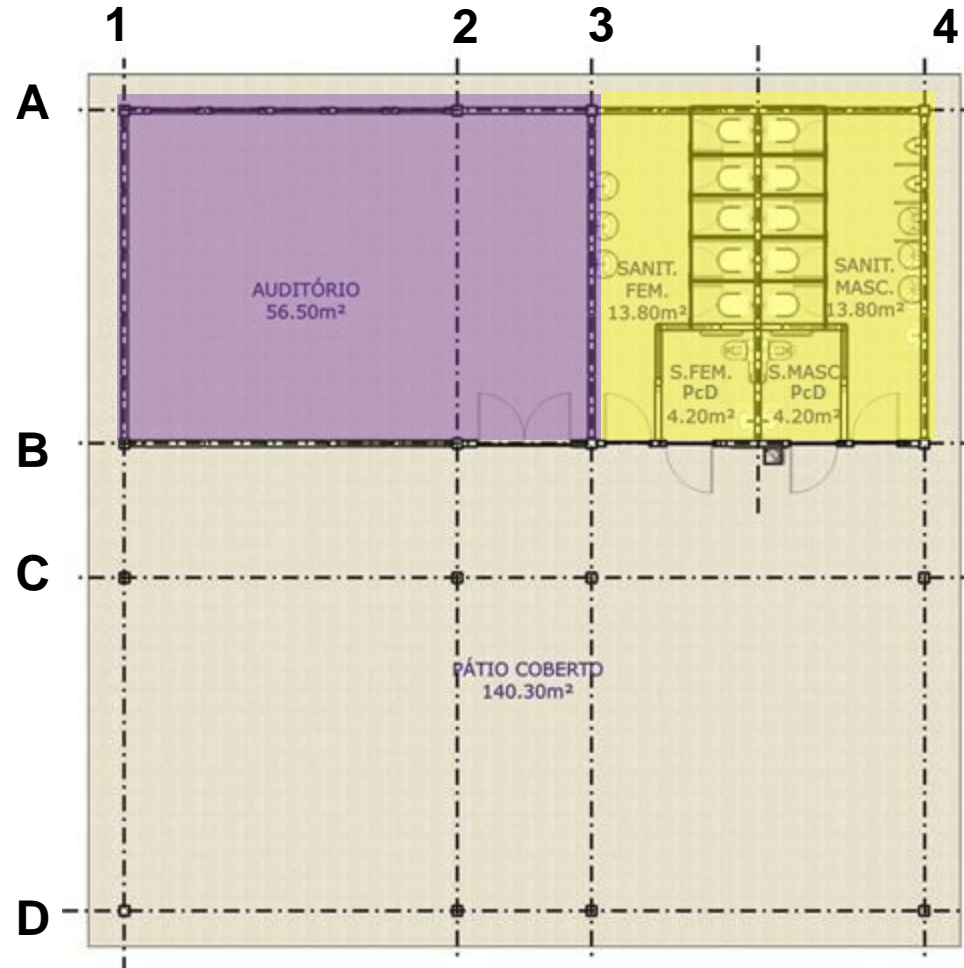 1
2
3
4
A
AUDITÓRIO
56.50m²
SANIT.
FEM.
13.80m²
SANIT.
MASC.
13.80m²
S.FEM.
PcD
4.20m²
S.MASC.
PcD
4.20m²
B
C
PÁTIO COBERTO
140.30m²
D